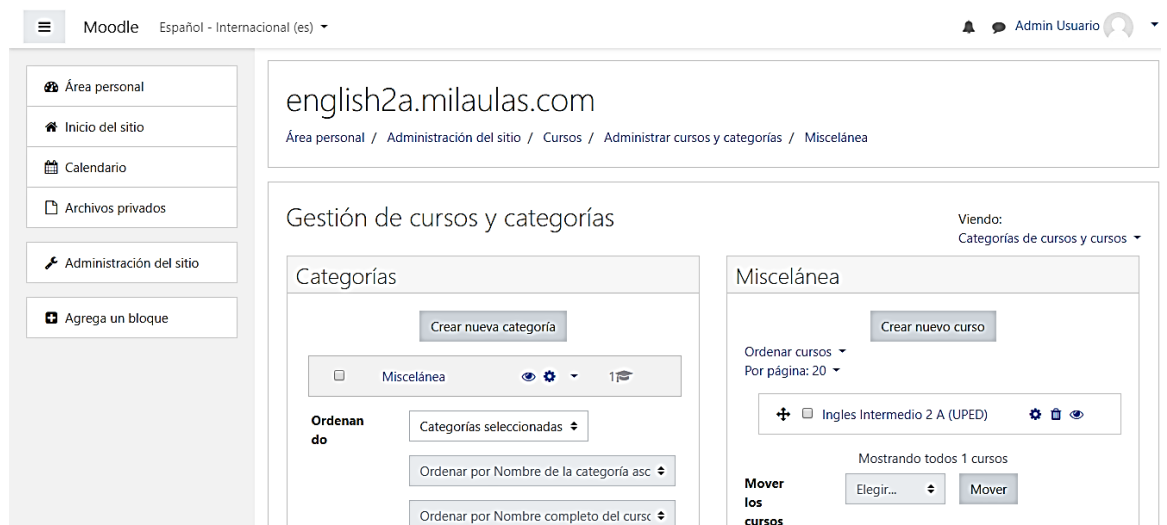 Moodle Español - Internacional (es)
Admin Usuario
Área personal
Inicio del sitio
Calendario
Archivos privados
Administración del sitio
Agrega un bloque
english2a.milaulas.com
Área personal / Administración del sitio / Cursos / Administrar cursos y categorías / Miscelánea
Gestión de cursos y categorías
Viendo:
Categorías de cursos y cursos
Categorías
Crear nueva categoría
Miscelánea 1
Ordenan
do
Categorías seleccionadas
Ordenar por Nombre de la categoría asc
Ordenar por Nombre completo del curso
Miscelánea
Crear nuevo curso
Ordenar cursos
Por página: 20
Ingles Intermedio 2 A (UPED)
Mostrando todos 1 cursos
Mover
los
cursos
Elegir...
Mover